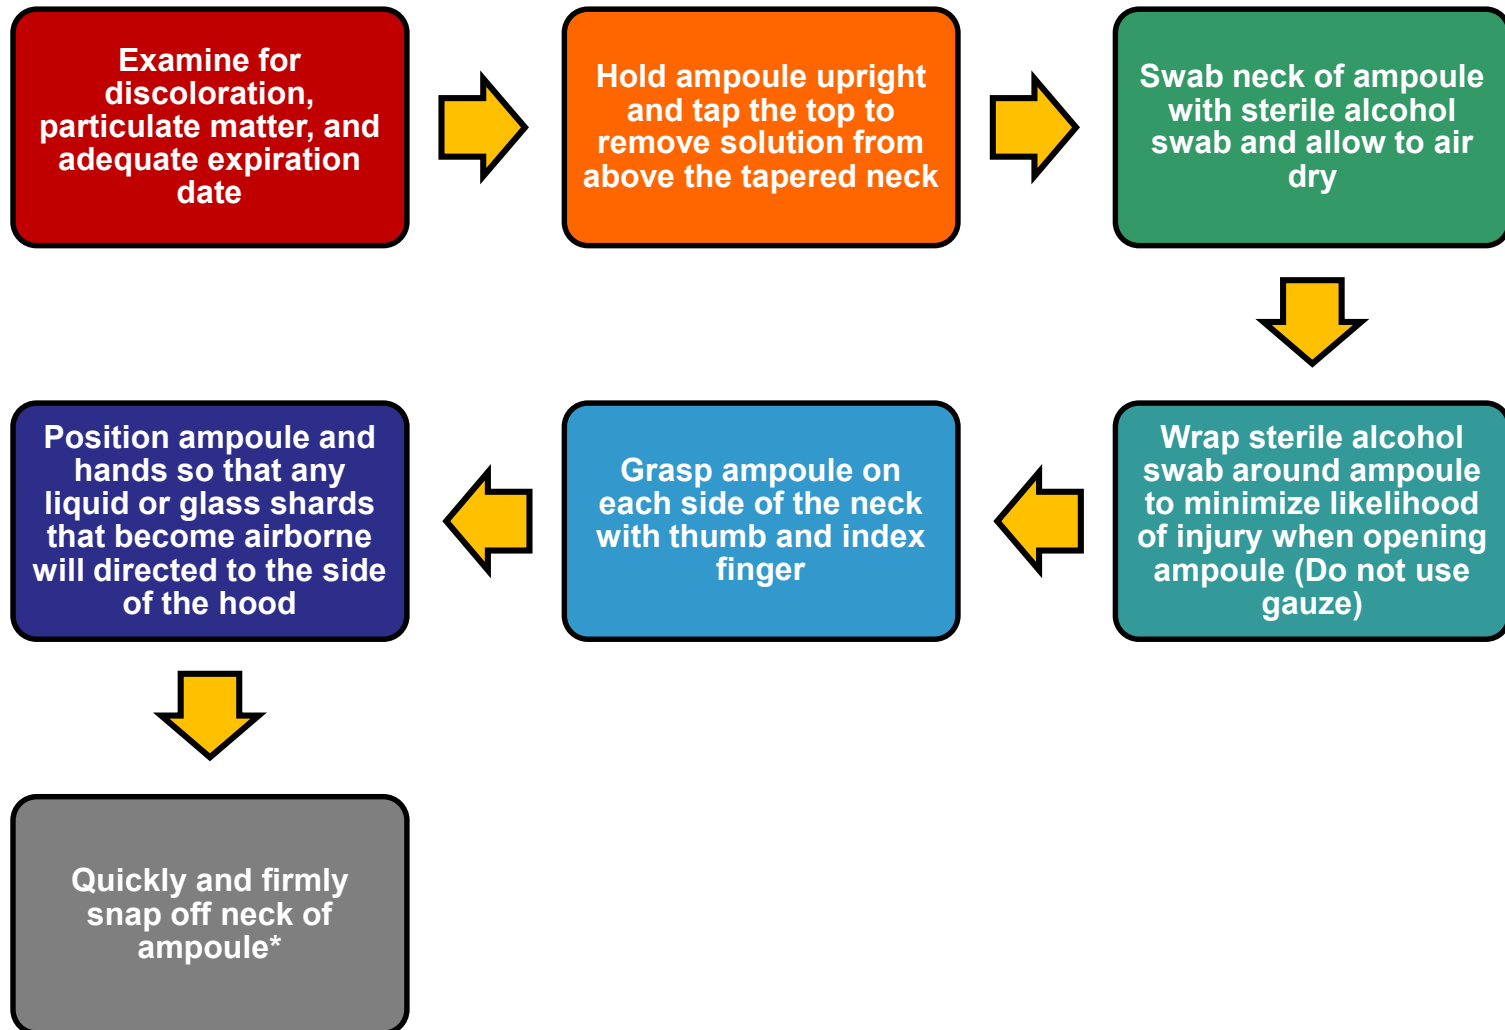 Examine for
discoloration,
particulate matter, and
adequate expiration
date
Hold ampoule upright
and tap the top to
remove solution from
above the tapered neck
Swab neck of ampoule
with sterile alcohol
swab and allow to air
dry
Wrap sterile alcohol
swab around ampoule
to minimize likelihood
of injury when opening
ampoule (Do not use
gauze)
Grasp ampoule on
each side of the neck
with thumb and index
finger
Position ampoule and
hands so that any
liquid or glass shards
that become airborne
will directed to the side
of the hood
Quickly and firmly
snap off neck of
ampoule*